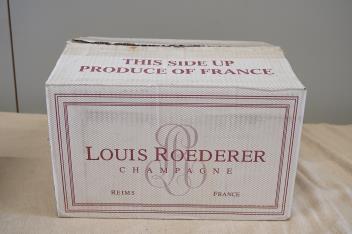 THIS SIDE UP
PRODUCE OF FRANCE
LOUIS ROEDERER
CHAMPAGNE
REIMS FRANCE